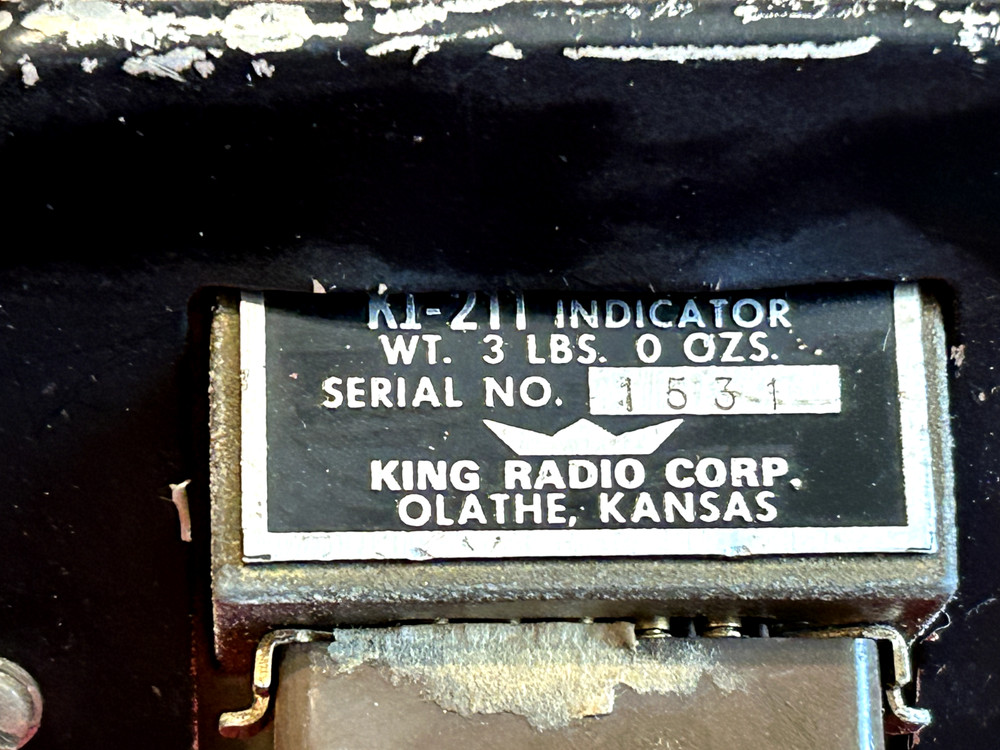 KI-211 INDICATOR
WT. 3 LBS. 0 OZS.
SERIAL NO. 1531
KING RADIO CORP.
OLATHE, KANSAS